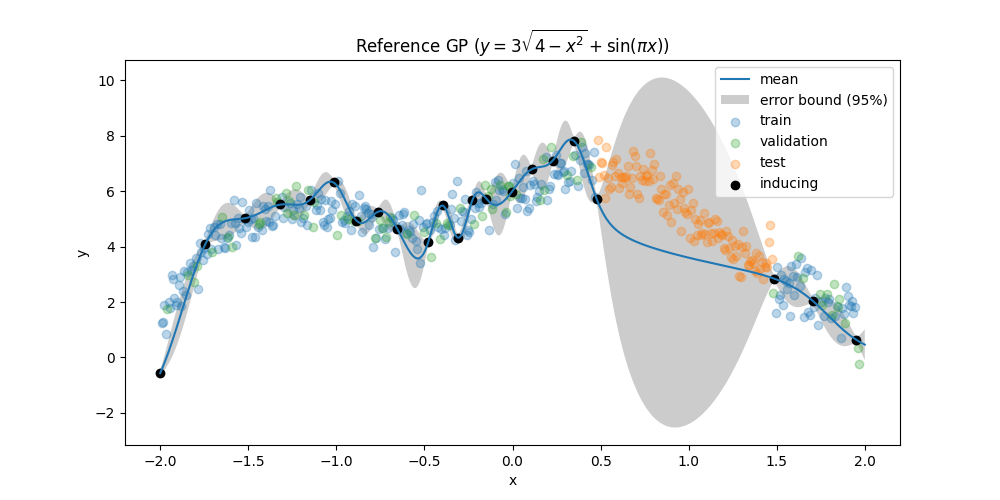 Reference GP (y = 3√4 − x² + sin(πx))
mean
error bound (95%)
train
validation
test
inducing
10
8
6
4
2
0
−2
y
−2.0 −1.5 −1.0 −0.5 0.0 0.5 1.0 1.5 2.0
x